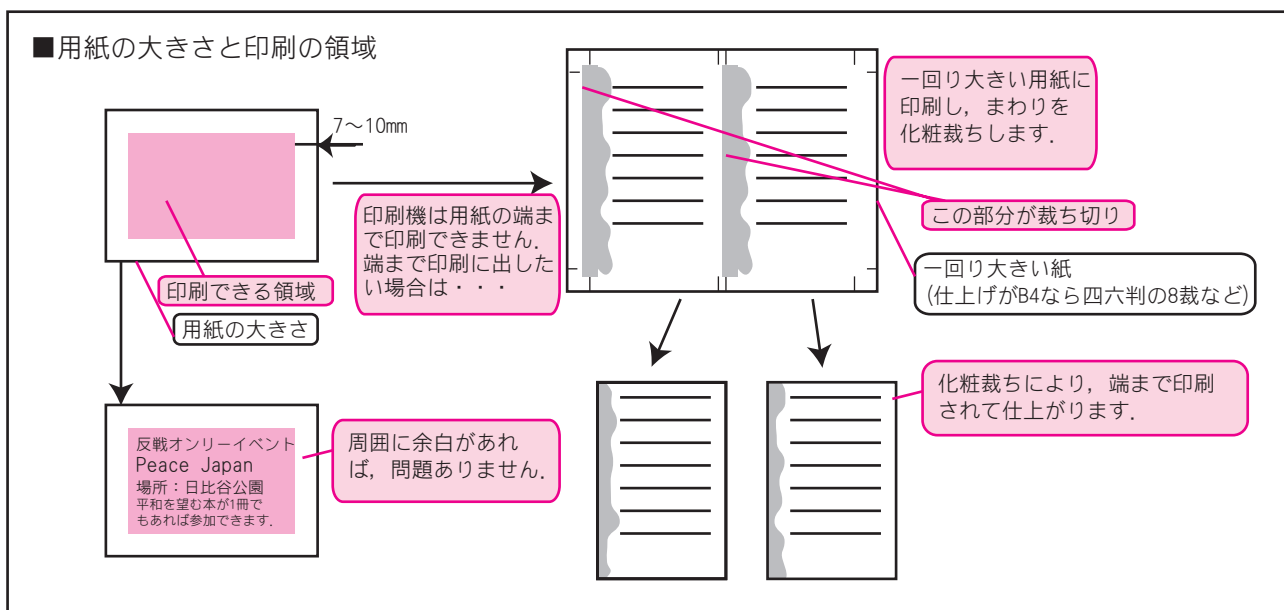 ■用紙の大きさと印刷の領域
7～10mm
印刷できる領域
用紙の大きさ
印刷機は用紙の端ま
で印刷できません．
端まで印刷に出した
い場合は・・・
一回り大きい用紙に
印刷し，まわりを
化粧裁ちします．
この部分が裁ち切り
一回り大きい紙
(仕上げがB4なら四六判の8裁など)
反戦オンリーイベント
Peace Japan
場所：日比谷公園
平和を望む本が1冊で
もあれば参加できます．
周囲に余白があれ
ば，問題ありません．
化粧裁ちにより，端まで印刷
されて仕上がります．